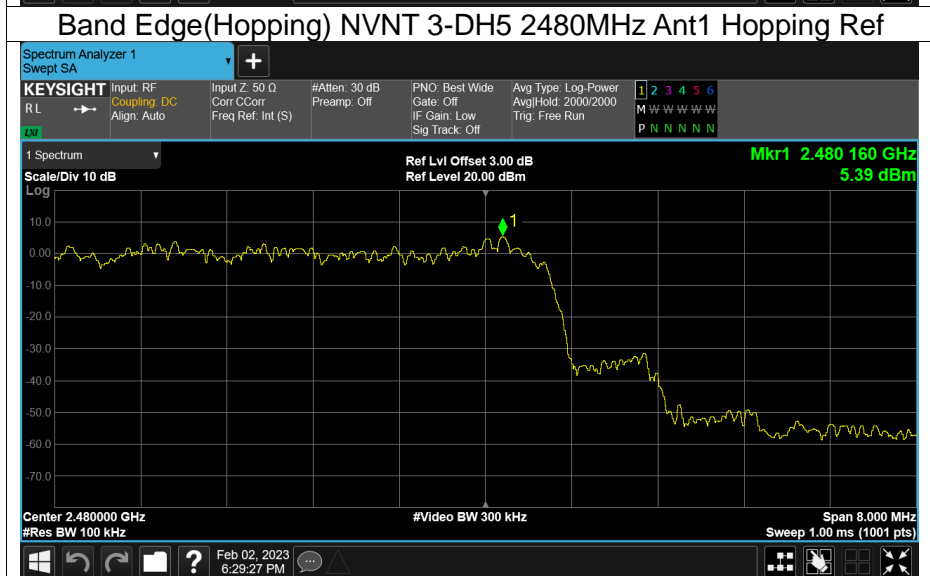 Band Edge(Hopping) NVNT 3-DH5 2480MHz Ant1 Hopping Ref
Spectrum Analyzer 1
Swept SA
KEYSIGHT Input: RF Input Z: 50 Ω #Atten: 30 dB PNO: Best Wide Avg Type: Log-Power 1 2 3 4 5 6
R L Coupling: DC Corr CCorr Preamp: Off Gate: Off Avg|Hold: 2000/2000 M W W W W W
Align: Auto Freq Ref: Int (S) IF Gain: Low Trig: Free Run
LXI Sig Track: Off P N N N N N
1 Spectrum Ref Lvl Offset 3.00 dB Mkr1 2.480 160 GHz
Scale/Div 10 dB Ref Level 20.00 dBm 5.39 dBm
Log
1
10.0
0.00
-10.0
-20.0
-30.0
-40.0
-50.0
-60.0
-70.0
Center 2.480000 GHz #Video BW 300 kHz Span 8.000 MHz
#Res BW 100 kHz Sweep 1.00 ms (1001 pts)
? Feb 02, 2023
6:29:27 PM